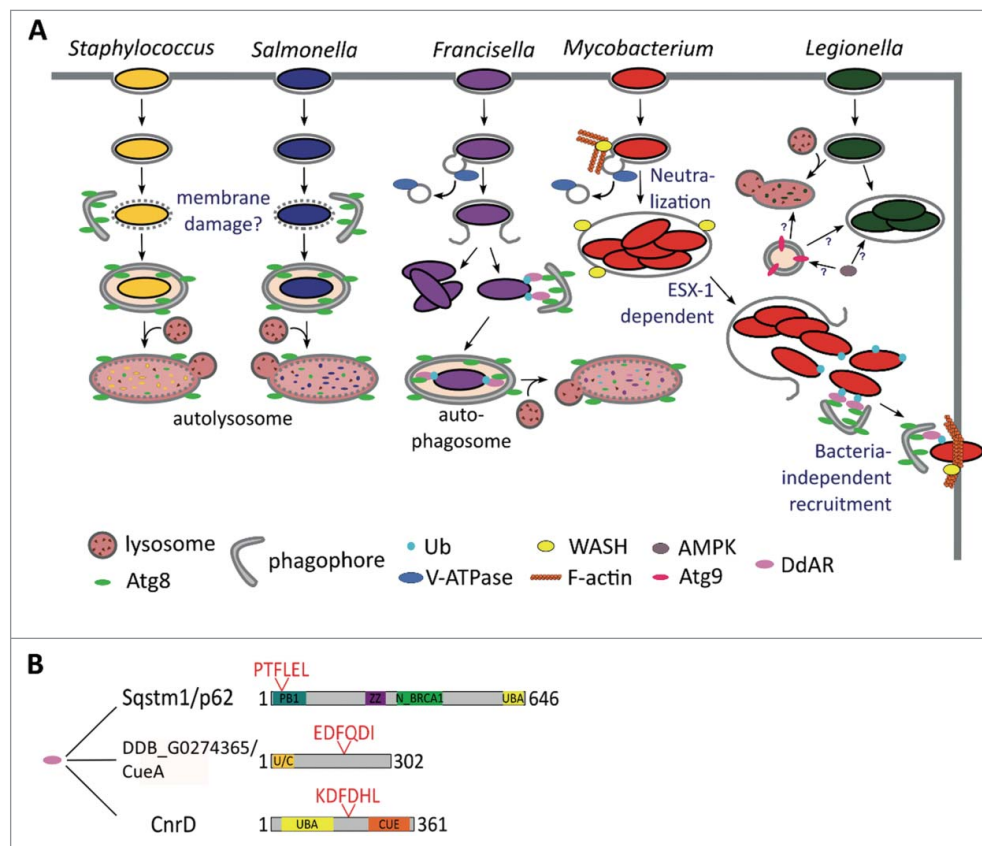 A
Staphylococcus Salmonella Francisella Mycobacterium Legionella
membrane
damage?
Neutra-
lization
ESX-1
dependent
? ? ? ?
autolysosome
auto-
phagosome
Bacteria-
independent
recruitment
lysosome
Atg8
phagophore
Ub
V-ATPase
WASH
F-actin
AMPK
Atg9
DdAR
B
PTFLEL
Sqstm1/p62 1 PB1 ZZ N_BRCA1 UBA 646
EDFQDI
DDB_G0274365/
CueA 1 U/C 302
KDFDHL
CnrD 1 UBA CUE 361